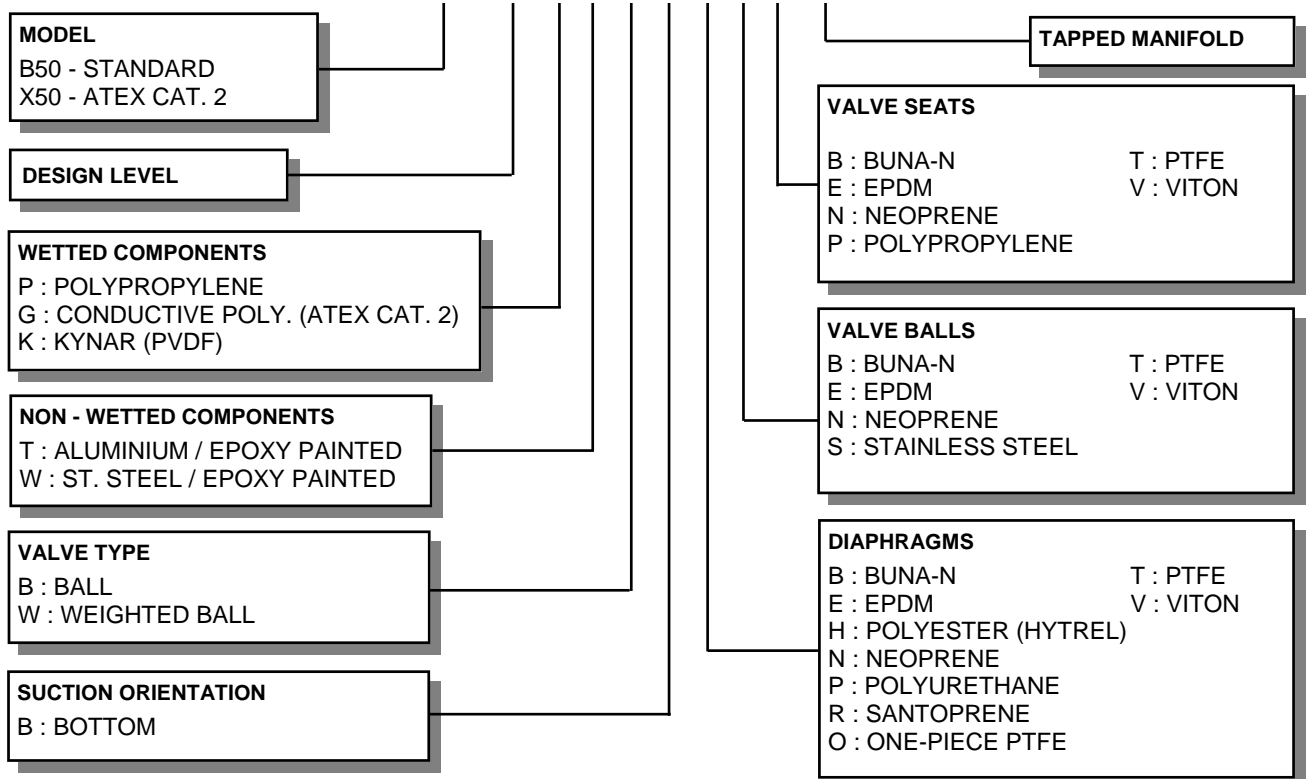 MODEL
B50 - STANDARD
X50 - ATEX CAT. 2
DESIGN LEVEL
WETTED COMPONENTS
P : POLYPROPYLENE
G : CONDUCTIVE POLY. (ATEX CAT. 2)
K : KYNAR (PVDF)
NON - WETTED COMPONENTS
T : ALUMINIUM / EPOXY PAINTED
W : ST. STEEL / EPOXY PAINTED
VALVE TYPE
B : BALL
W : WEIGHTED BALL
SUCTION ORIENTATION
B : BOTTOM
TAPPED MANIFOLD
VALVE SEATS
B : BUNA-N T : PTFE
E : EPDM V : VITON
N : NEOPRENE
P : POLYPROPYLENE
VALVE BALLS
B : BUNA-N T : PTFE
E : EPDM V : VITON
N : NEOPRENE
S : STAINLESS STEEL
DIAPHRAGMS
B : BUNA-N T : PTFE
E : EPDM V : VITON
H : POLYESTER (HYTREL)
N : NEOPRENE
P : POLYURETHANE
R : SANTOPRENE
O : ONE-PIECE PTFE